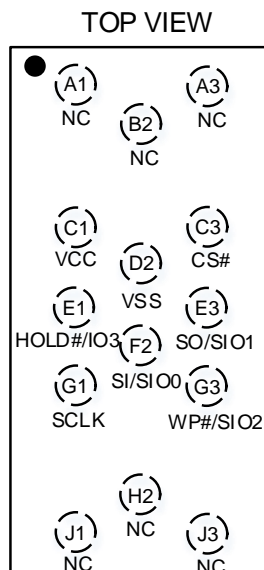 TOP VIEW
A1 A3
NC NC
B2
NC
C1 C3
VCC CS#
D2
VSS
E1 E3
HOLD#/IO3 SO/SIO1
F2
SI/SIO0
G1 G3
SCLK WP#/SIO2
H2
NC
J1 J3
NC NC